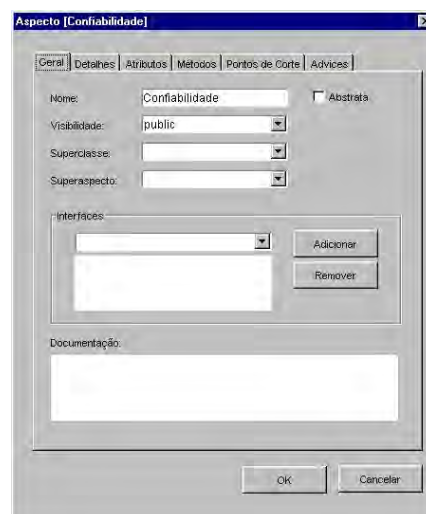 Aspecto [Confiabilidade]
Geral Detalhes Atributos Métodos Pontos de Corte Advices
Nome: Confiabilidade Abstrata
Visibilidade: public
Superclasse:
Superaspecto:
Interfaces
Adicionar
Remover
Documentação:
OK Cancelar